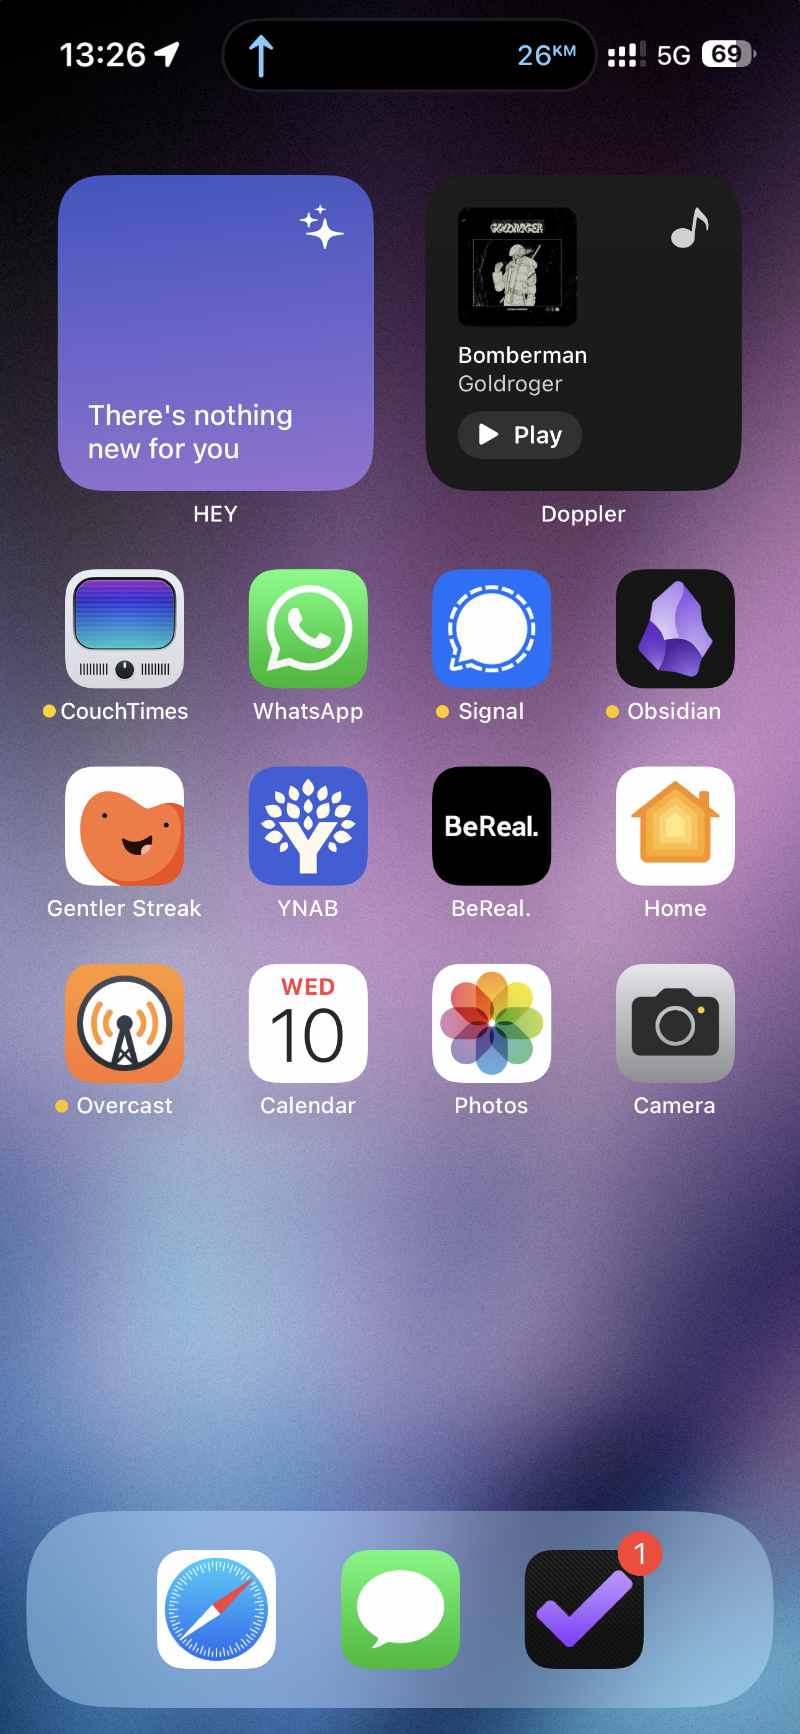 13:26
26KM
5G
69
There's nothing
new for you
HEY
GOLDROGER
Bomberman
Goldroger
Play
Doppler
CouchTimes
WhatsApp
Signal
Obsidian
Gentler Streak
YNAB
BeReal.
BeReal.
Home
Overcast
WED
10
Calendar
Photos
Camera
1